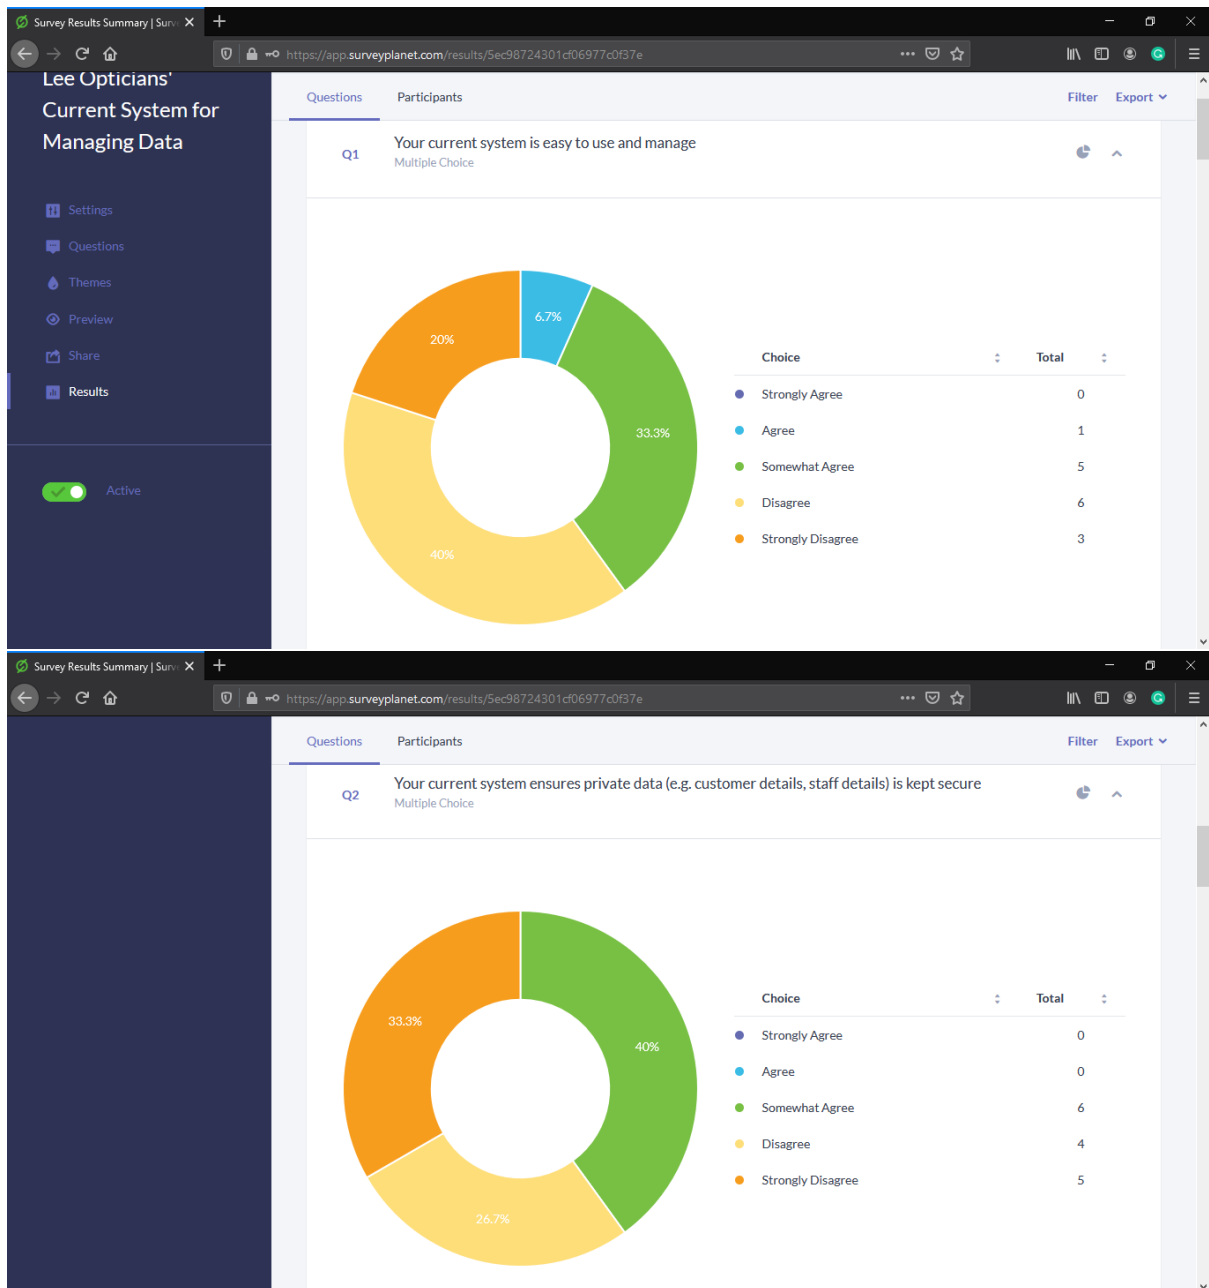 Survey Results Summary | Surv
https://app.surveyplanet.com/results/5ec98724301cf06977c0f37e
Lee Opticians'
Current System for
Managing Data
Settings
Questions
Themes
Preview
Share
Results
Active
Questions Participants Filter Export
Q1 Your current system is easy to use and manage
Multiple Choice
6.7%
20%
33.3%
40%
Choice Total
Strongly Agree 0
Agree 1
Somewhat Agree 5
Disagree 6
Strongly Disagree 3
Survey Results Summary | Surv
https://app.surveyplanet.com/results/5ec98724301cf06977c0f37e
Questions Participants Filter Export
Q2 Your current system ensures private data (e.g. customer details, staff details) is kept secure
Multiple Choice
33.3%
40%
26.7%
Choice Total
Strongly Agree 0
Agree 0
Somewhat Agree 6
Disagree 4
Strongly Disagree 5